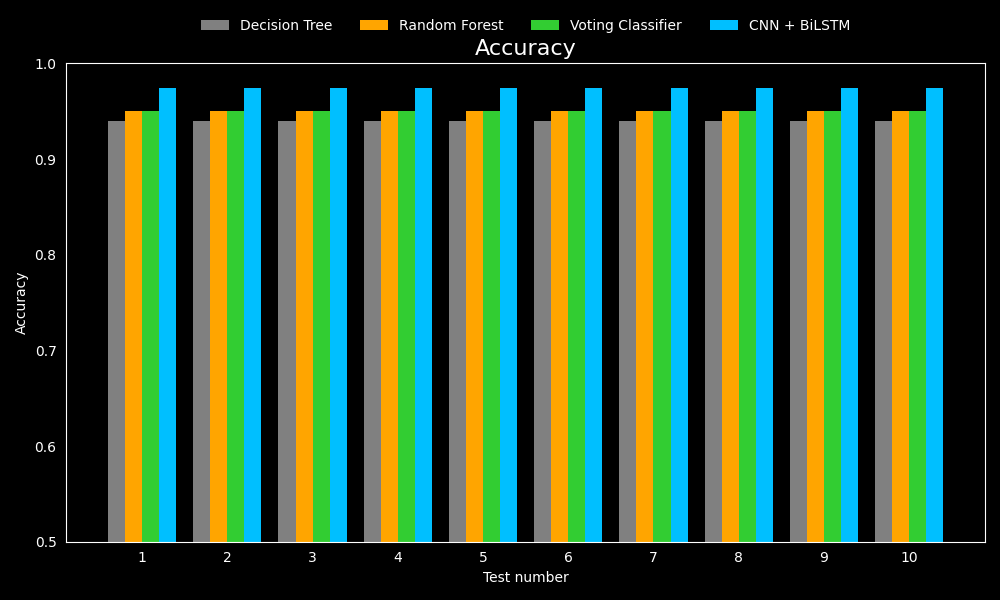 Decision Tree Random Forest Voting Classifier CNN + BiLSTM
Accuracy
1.0
0.9
0.8
0.7
0.6
0.5
Accuracy
1 2 3 4 5 6 7 8 9 10
Test number